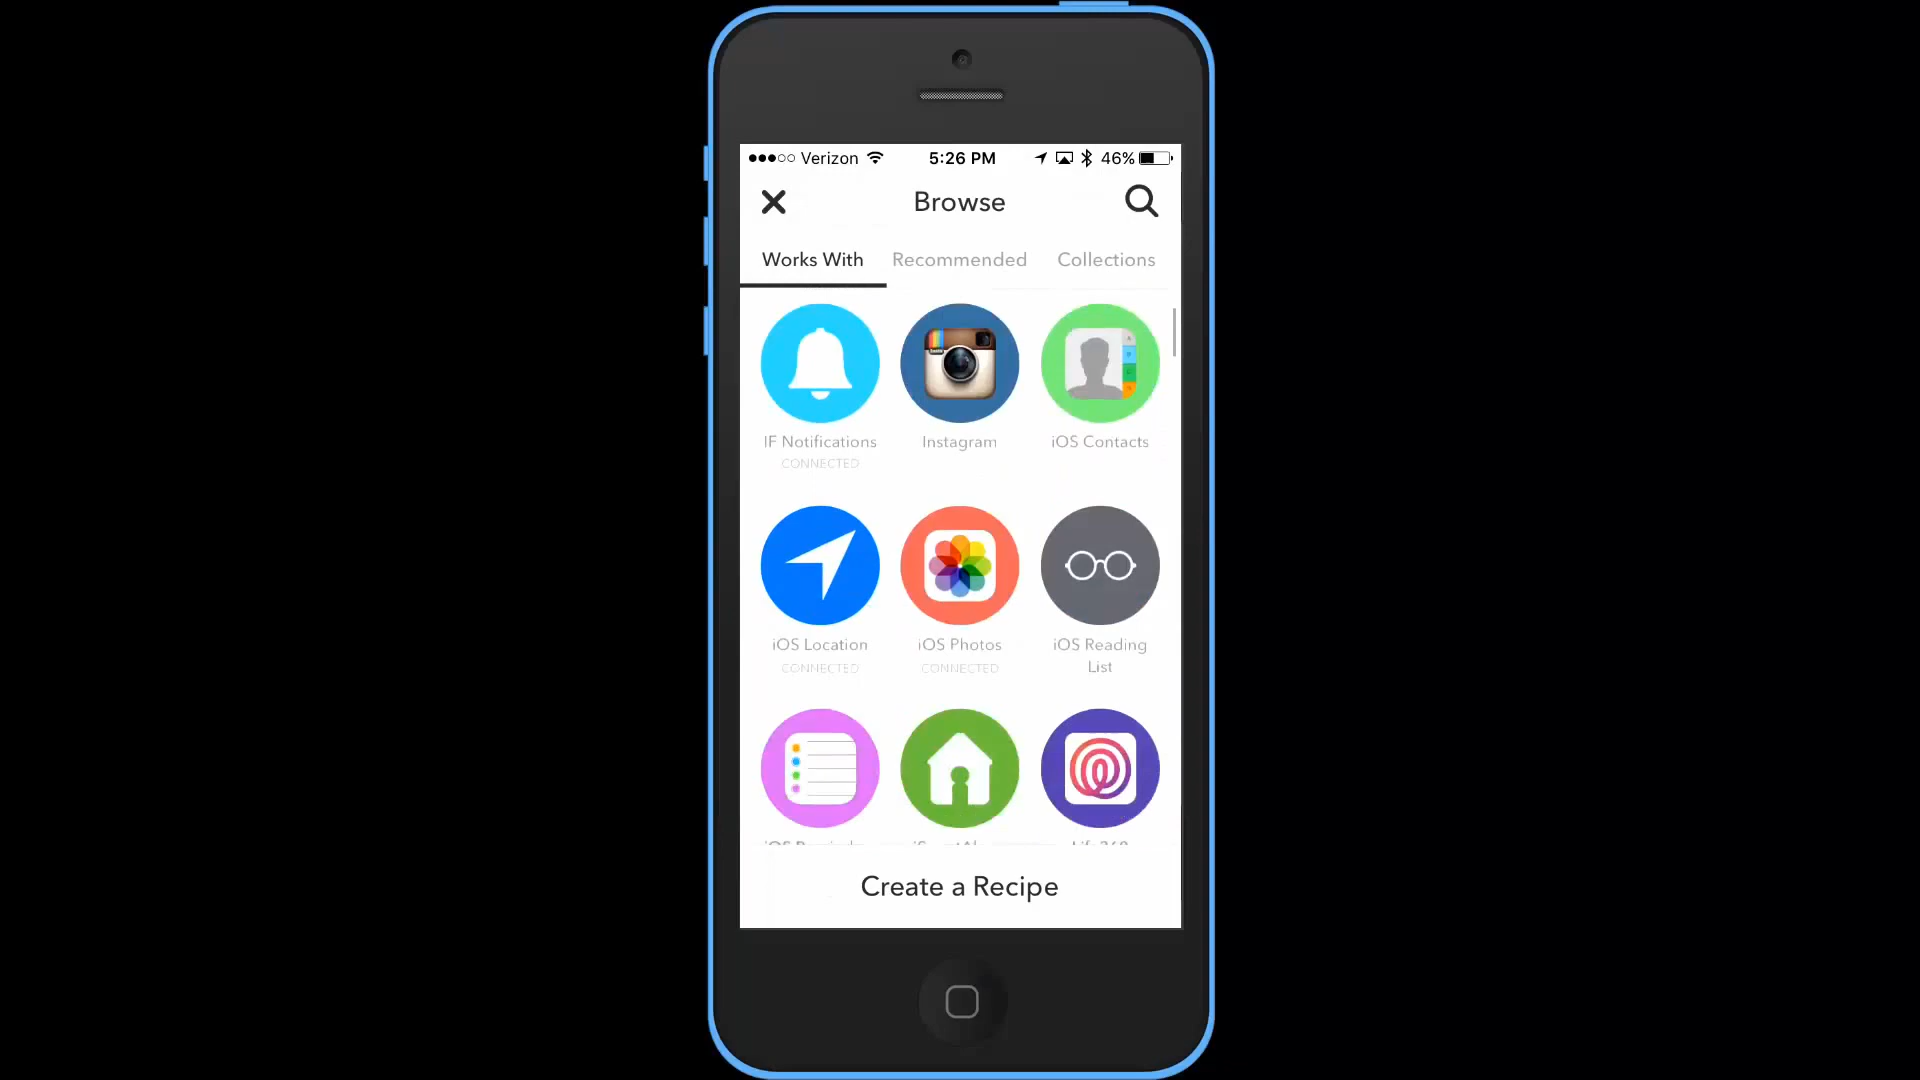 Verizon 5:26 PM 46%
Browse
Works With Recommended Collections
IF Notifications Instagram iOS Contacts
CONNECTED
iOS Location iOS Photos iOS Reading
CONNECTED CONNECTED List
Create a Recipe